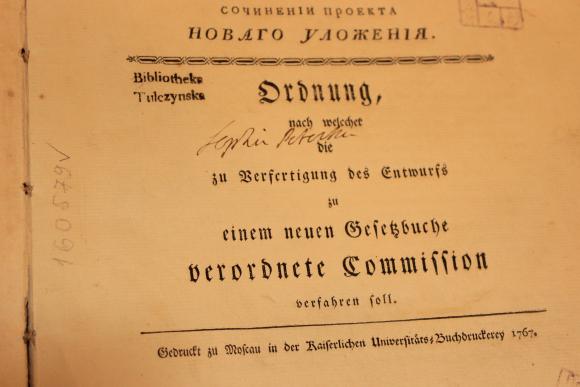 СОЧИНЕНІИ ПРОЕКТА
НОВАГО УЛОЖЕНІЯ.
Bibliotheka
Tulczynska
Ordnung,
nach welcher
die
zu Verfertigung des Entwurfs
zu
einem neuen Gesetzbuche
verordnete Commission
verfahren soll.
Gedruckt zu Moscau in der Kaiserlichen Universitäts-Buchdruckerey 1767.
160579V